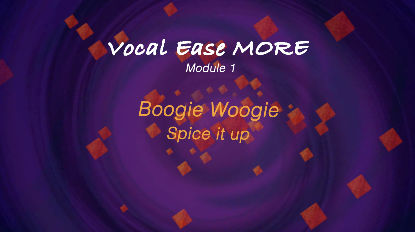 Vocal Ease MORE
Module 1
Boogie Woogie
Spice it up